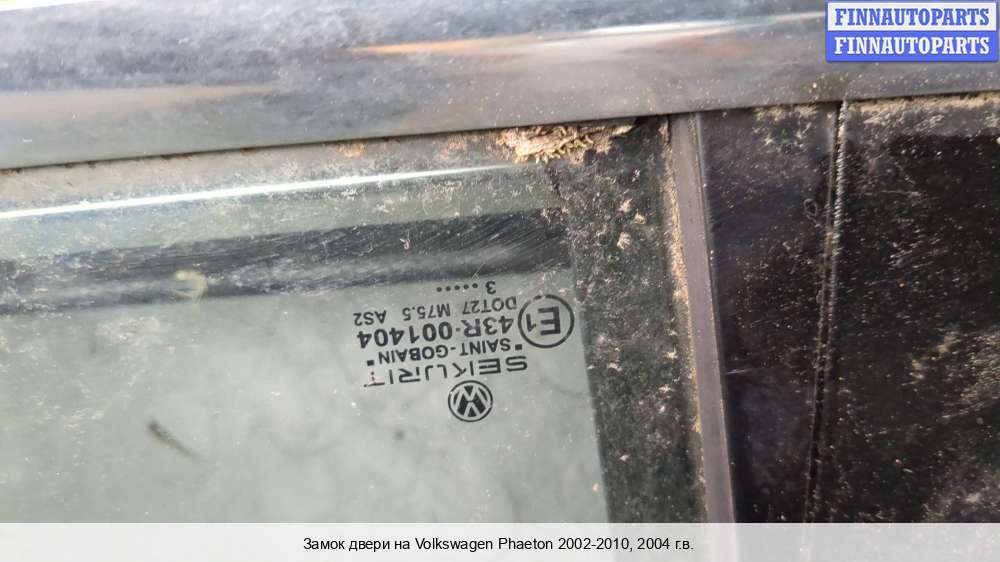 FINNAUTOPARTS
FINNAUTOPARTS
SEKURIT
"SAINT-GOBAIN"
E1 43R-001404
DOT27 M75.5 AS2
3 .....
Замок двери на Volkswagen Phaeton 2002-2010, 2004 г.в.